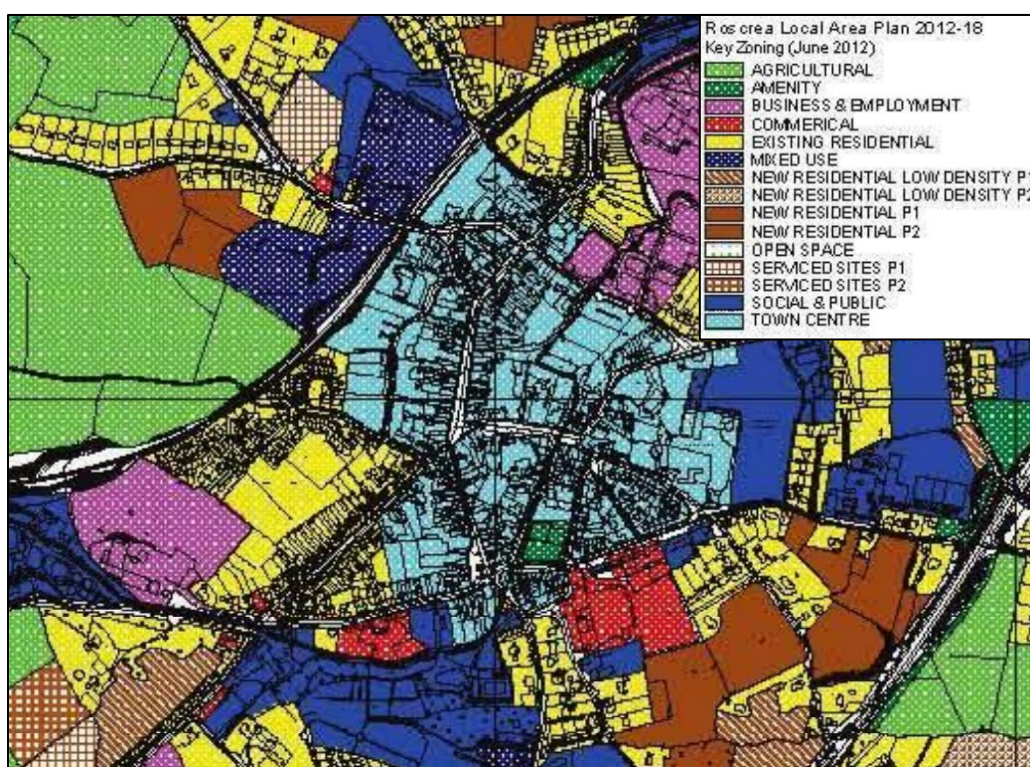 Roscrea Local Area Plan 2012-18
Key Zoning (June 2012)
AGRICULTURAL
AMENITY
BUSINESS & EMPLOYMENT
COMMERICAL
EXISTING RESIDENTIAL
MIXED USE
NEW RESIDENTIAL LOW DENSITY P1
NEW RESIDENTIAL LOW DENSITY P2
NEW RESIDENTIAL P1
NEW RESIDENTIAL P2
OPEN SPACE
SERVICED SITES P1
SERVICED SITES P2
SOCIAL & PUBLIC
TOWN CENTRE